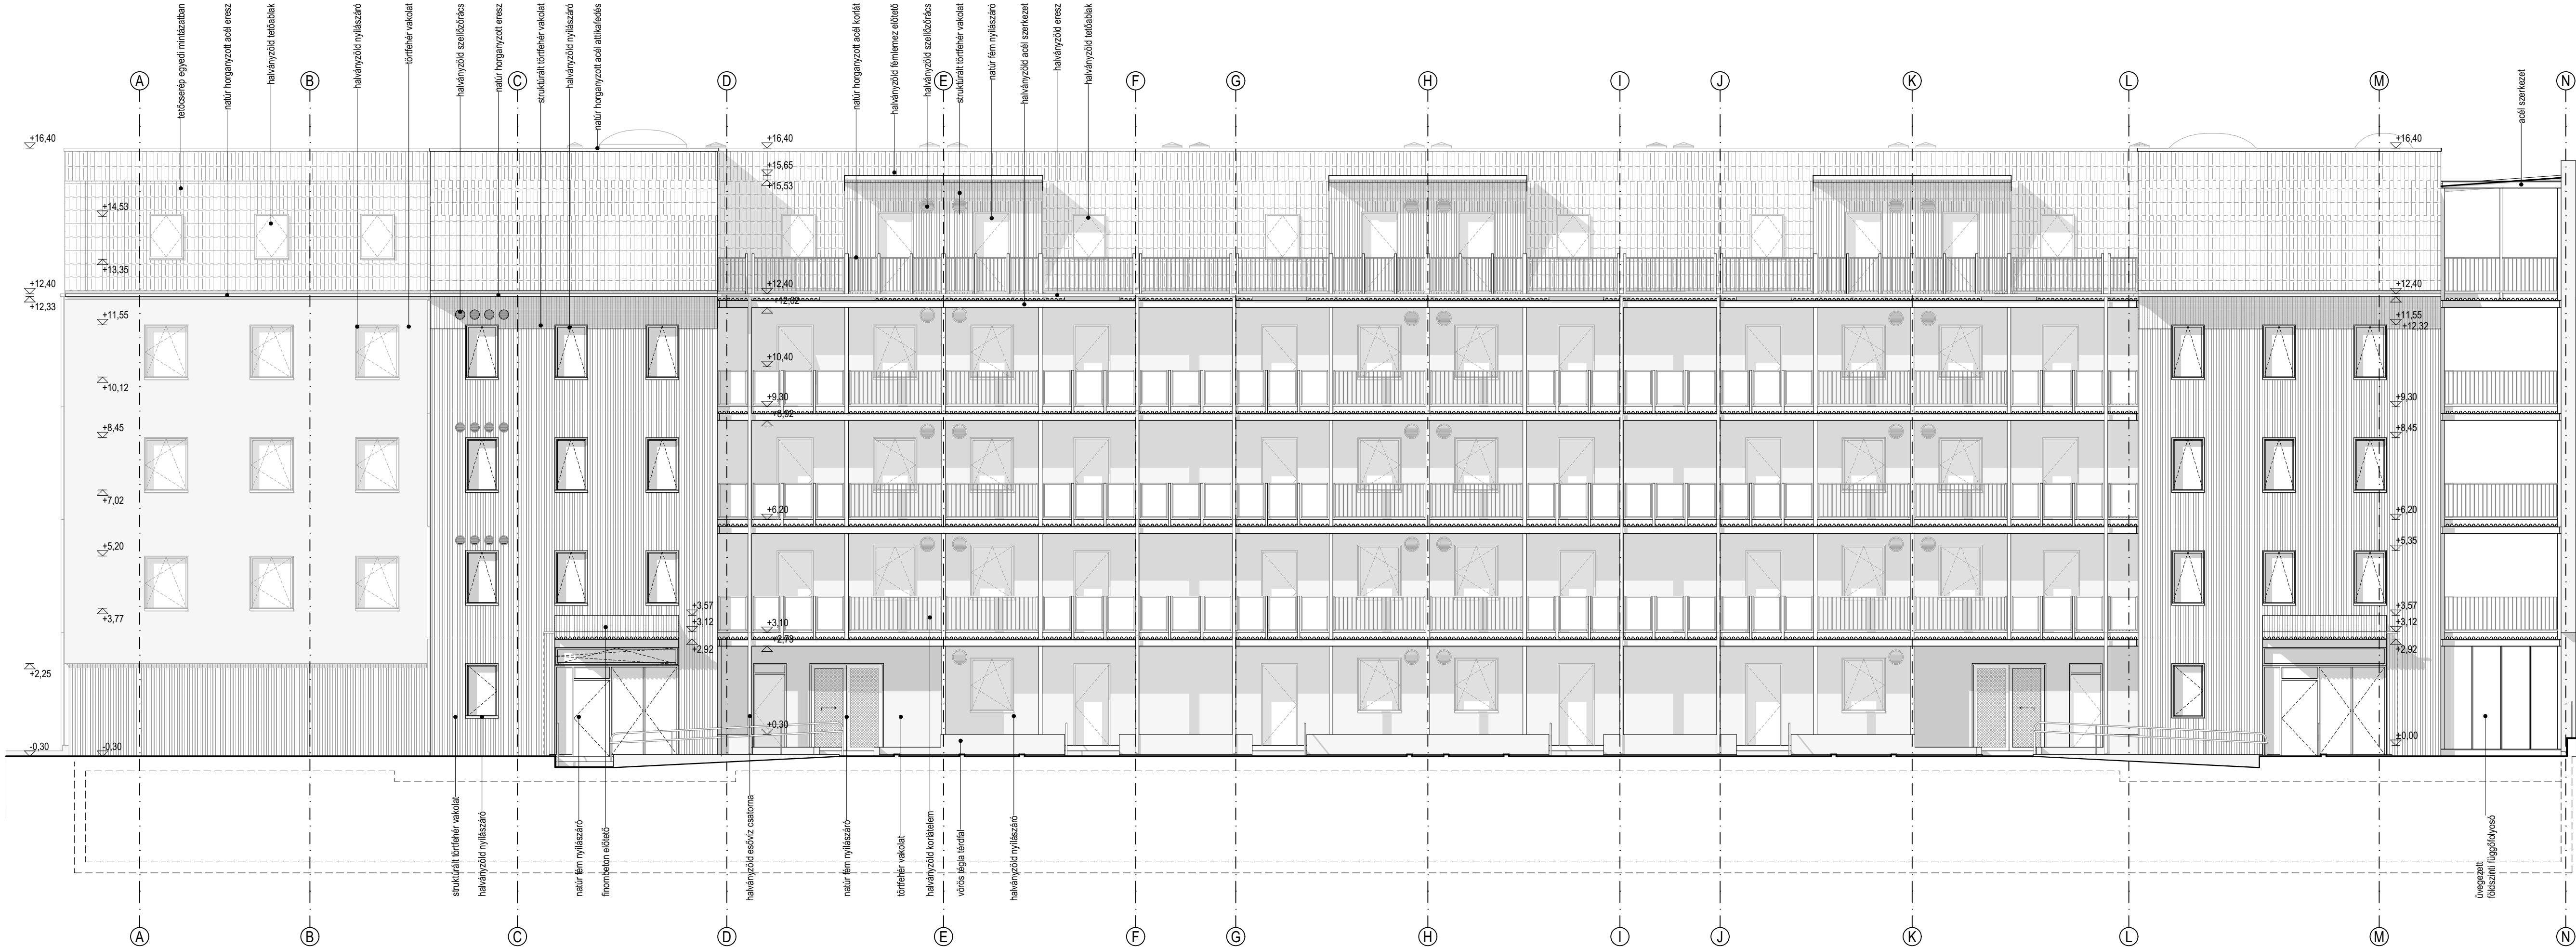 tetőcserép egyedi mintázatban
natúr horganyzott acél eresz
halványzöld tetőablak
halványzöld nyílászáró
törtfehér vakolat
halványzöld szellőzőrács
natúr horganyzott eresz
struktúrált törtfehér vakolat
halványzöld nyílászáró
natúr horganyzott acél attikafedés
natúr horganyzott acél korlát
halványzöld fémlemez előtető
halványzöld szellőzőrács
struktúrált törtfehér vakolat
natúr fém nyílászáró
halványzöld acél szerkezet
halványzöld eresz
halványzöld tetőablak
acél szerkezet
A
B
C
D
E
F
G
H
I
J
K
L
M
N
+16,40
+14,53
+13,35
+12,40
+12,33
+11,55
+10,12
+8,45
+7,02
+5,20
+3,77
+2,25
-0,30
-0,30
+3,57
+3,12
+2,92
+16,40
+15,65
+15,53
+12,40
+12,02
+10,40
+9,30
+8,92
+6,20
+3,10
+2,73
+0,30
+16,40
+12,40
+11,55
+12,32
+9,30
+8,45
+6,20
+5,35
+3,57
+3,12
+2,92
±0,00
struktúrált törtfehér vakolat
halványzöld nyílászáró
natúr fém nyílászáró
finombeton előtető
halványzöld esővíz csatorna
natúr fém nyílászáró
törtfehér vakolat
halványzöld korlátelem
vörös tégla térdfal
halványzöld nyílászáró
üvegezett
földszinti függőfolyosó
A
B
C
D
E
F
G
H
I
J
K
L
M
N